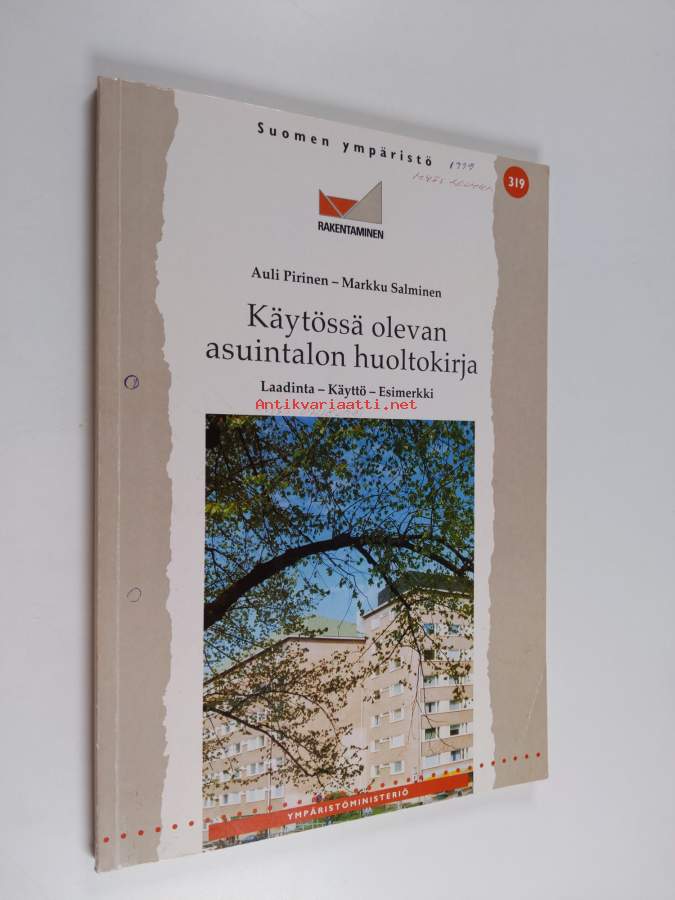 Suomen ympäristö
319
RAKENTAMINEN
Auli Pirinen – Markku Salminen
Käytössä olevan
asuintalon huoltokirja
Laadinta – Käyttö – Esimerkki
Antikvariaatti.net
YMPÄRISTÖMINISTERIÖ